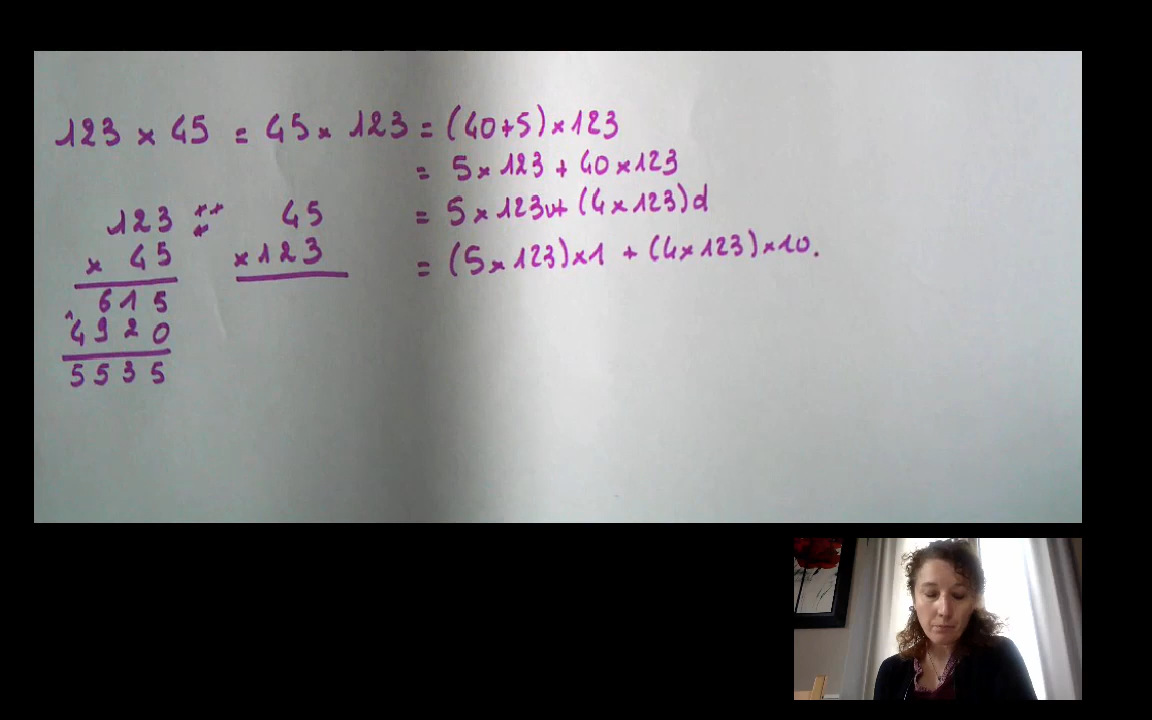 123 × 45 = 45 × 123 = (40+5)×123
= 5×123 + 40×123
= 5×123u+(4×123)d
= (5×123)×1 + (4×123)×10.
123
× 45
615
4920
5535
45
×123